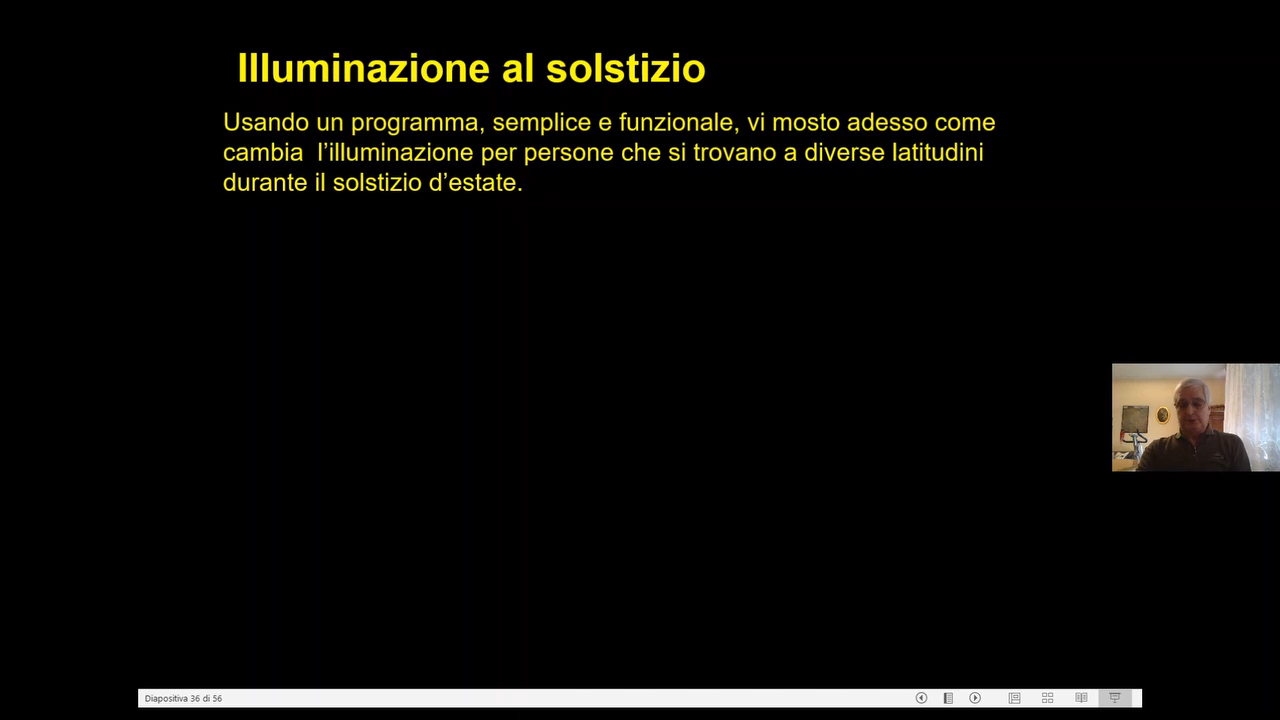 Illuminazione al solstizio
Usando un programma, semplice e funzionale, vi mosto adesso come
cambia  l’illuminazione per persone che si trovano a diverse latitudini
durante il solstizio d’estate.
Diapositiva 36 di 56